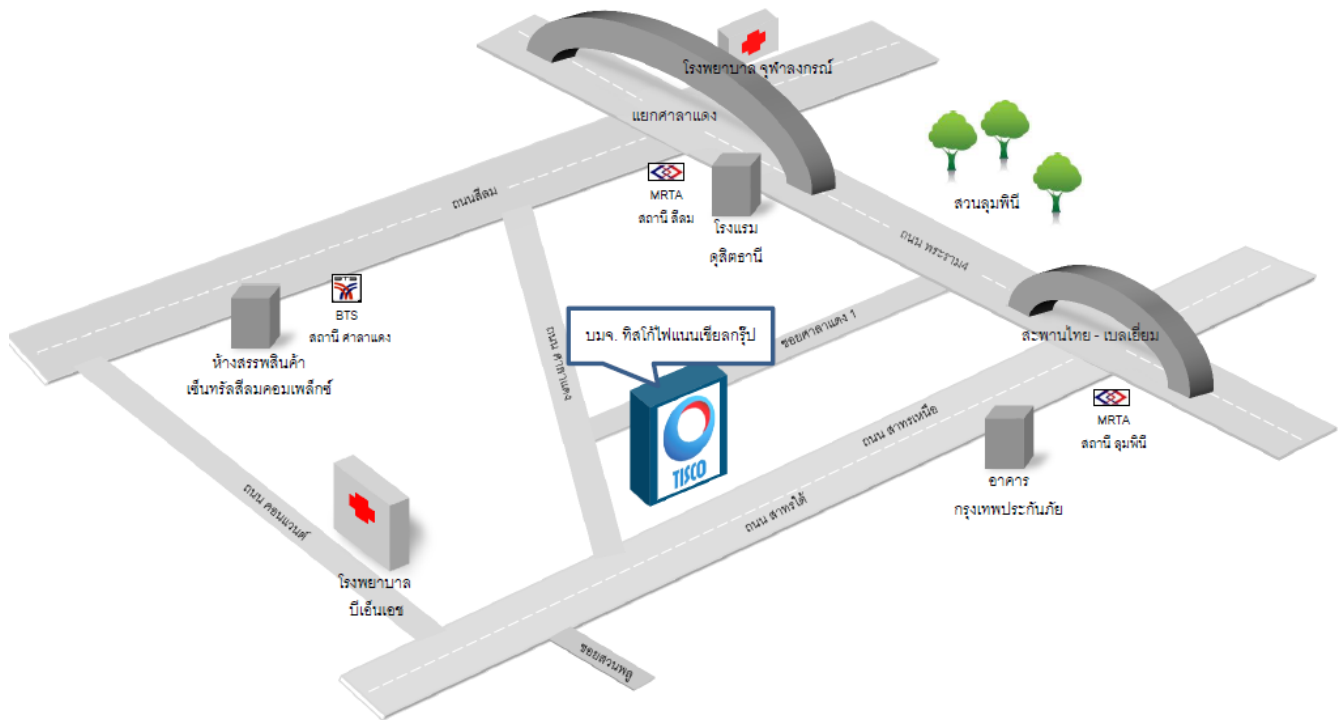 โรงพยาบาล จุฬาลงกรณ์
แยกศาลาแดง
MRTA
สถานี สีลม
โรงแรม
ดุสิตธานี
สวนลุมพินี
ถนนสีลม
ถนน พระราม4
BTS
BTS
สถานี ศาลาแดง
ห้างสรรพสินค้า
เซ็นทรัลสีลมคอมเพล็กซ์
ถนน ศาลาแดง
บมจ. ทิสโก้ไฟแนนเชียลกรุ๊ป
ซอยศาลาแดง 1
สะพานไทย - เบลเยี่ยม
MRTA
สถานี ลุมพินี
TISCO
ถนน สาทรเหนือ
ถนน สาทรใต้
อาคาร
กรุงเทพประกันภัย
ถนน คอนแวนต์
โรงพยาบาล
บีเอ็นเอช
ซอยสวนพลู